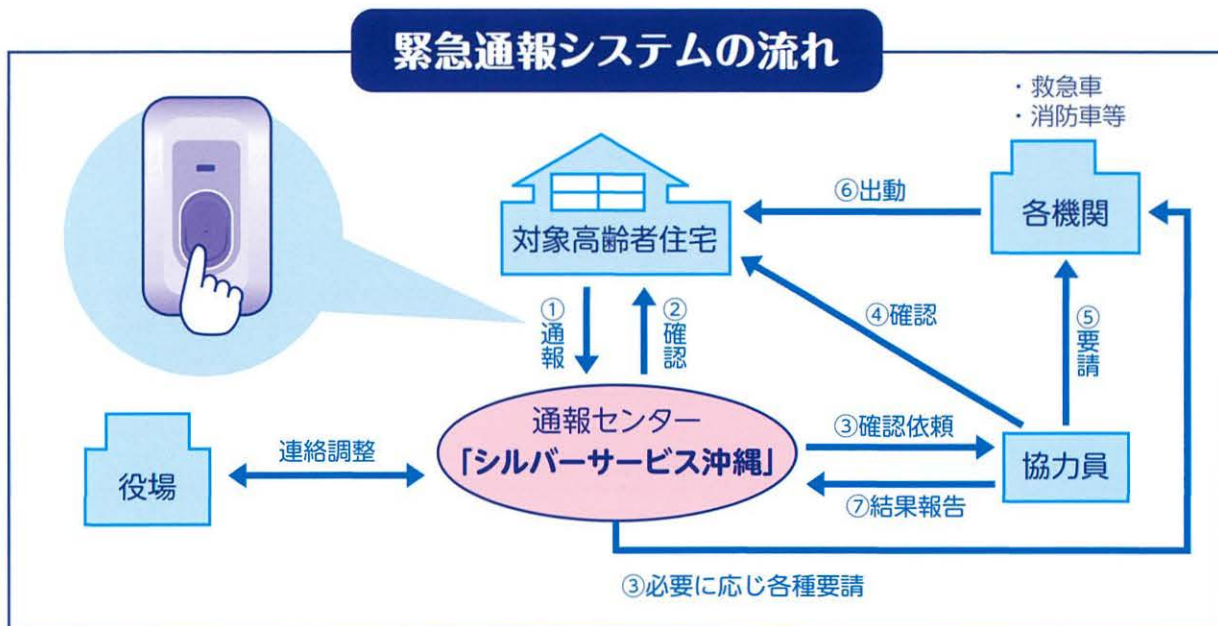 緊急通報システムの流れ
・救急車
・消防車等
各機関
⑥出動
対象高齢者住宅
①通報
②確認
④確認
⑤要請
通報センター
「シルバーサービス沖縄」
③確認依頼
協力員
⑦結果報告
連絡調整
役場
③必要に応じ各種要請